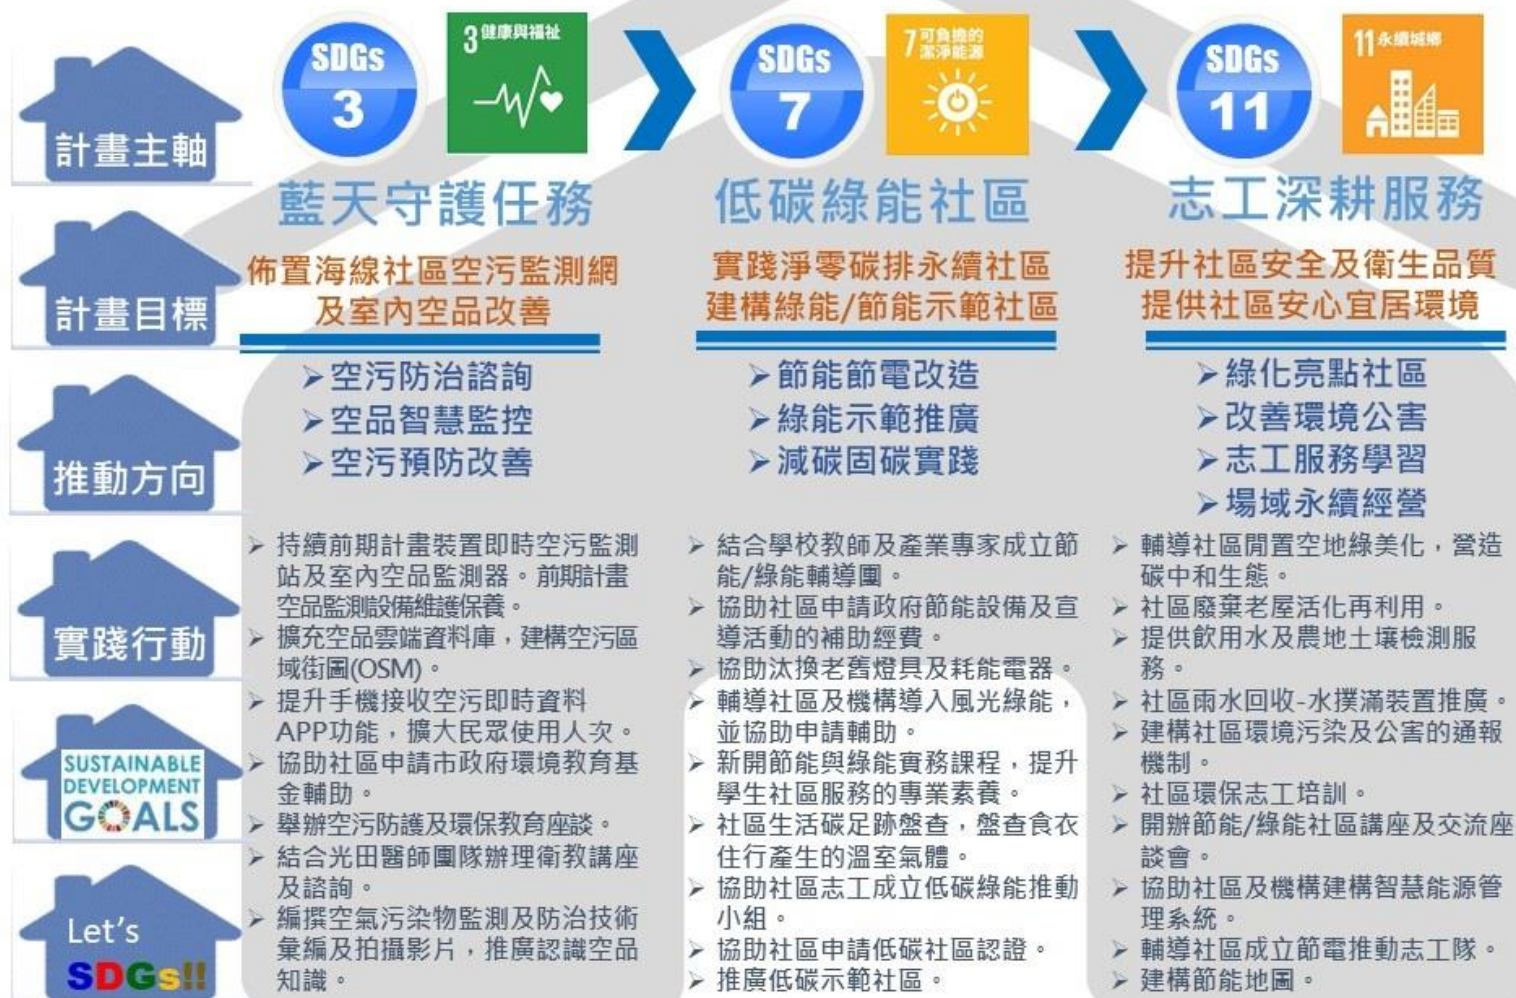 計畫主軸
SDGs
3
3 健康與福祉
SDGs
7
7 可負擔的
潔淨能源
SDGs
11
11 永續城鄉
藍天守護任務
低碳綠能社區
志工深耕服務
計畫目標
佈置海線社區空污監測網
及室內空品改善
實踐淨零碳排永續社區
建構綠能/節能示範社區
提升社區安全及衛生品質
提供社區安心宜居環境
推動方向
➢空污防治諮詢
➢空品智慧監控
➢空污預防改善
➢節能節電改造
➢綠能示範推廣
➢減碳固碳實踐
➢綠化亮點社區
➢改善環境公害
➢志工服務學習
➢場域永續經營
實踐行動
SUSTAINABLE
DEVELOPMENT
GOALS
Let's
SDGs!!
➢ 持續前期計畫裝置即時空污監測
站及室內空品監測器。前期計畫
空品監測設備維護保養。
➢ 擴充空品雲端資料庫，建構空污區
域街圖(OSM)。
➢ 提升手機接收空污即時資料
APP功能，擴大民眾使用人次。
➢ 協助社區申請市政府環境教育基
金輔助。
➢ 舉辦空污防護及環保教育座談。
➢ 結合光田醫師團隊辦理衛教講座
及諮詢。
➢ 編撰空氣污染物監測及防治技術
彙編及拍攝影片，推廣認識空品
知識。
➢ 結合學校教師及產業專家成立節
能/綠能輔導團。
➢ 協助社區申請政府節能設備及宣
導活動的補助經費。
➢ 協助汰換老舊燈具及耗能電器。
➢ 輔導社區及機構導入風光綠能，
並協助申請輔助。
➢ 新開節能與綠能實務課程，提升
學生社區服務的專業素養。
➢ 社區生活碳足跡盤查，盤查食衣
住行產生的溫室氣體。
➢ 協助社區志工成立低碳綠能推動
小組。
➢ 協助社區申請低碳社區認證。
➢ 推廣低碳示範社區。
➢ 輔導社區閒置空地綠美化，營造
碳中和生態。
➢ 社區廢棄老屋活化再利用。
➢ 提供飲用水及農地土壤檢測服
務。
➢ 社區雨水回收-水撲滿裝置推廣。
➢ 建構社區環境污染及公害的通報
機制。
➢ 社區環保志工培訓。
➢ 開辦節能/綠能社區講座及交流座
談會。
➢ 協助社區及機構建構智慧能源管
理系統。
➢ 輔導社區成立節電推動志工隊。
➢ 建構節能地圖。